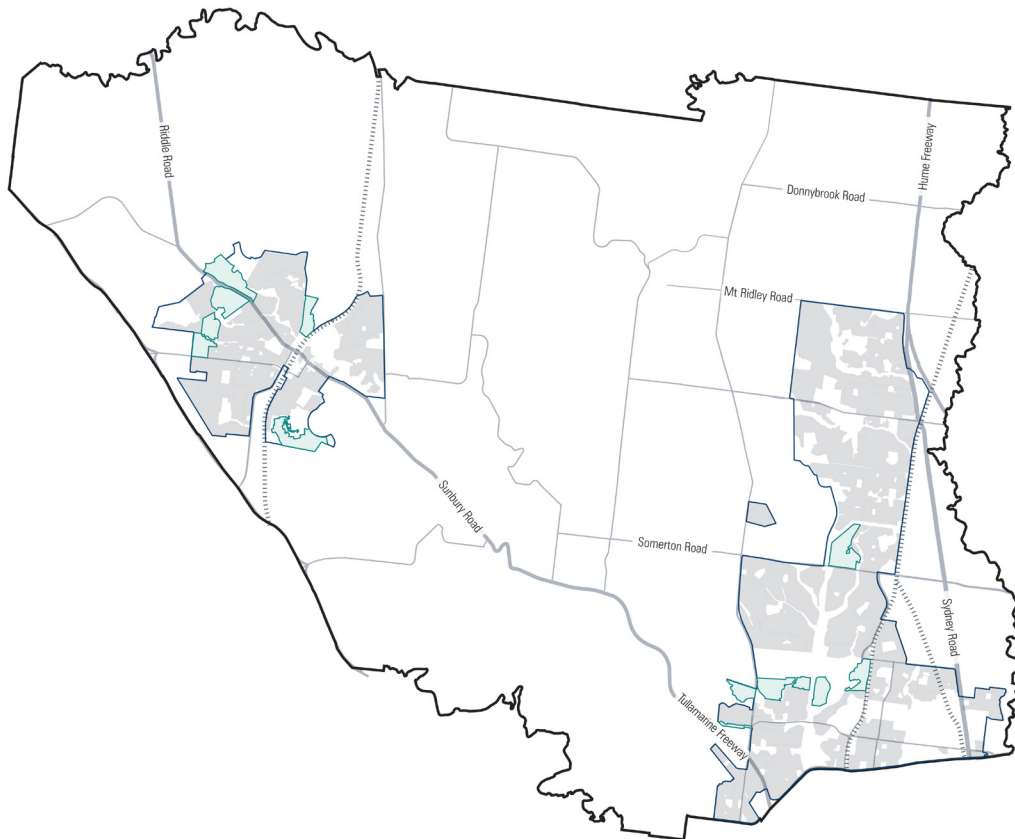 Riddle Road
Hume Freeway
Donnybrook Road
Mt Ridley Road
Sunbury Road
Somerton Road
Sydney Road
Tullamarine Freeway